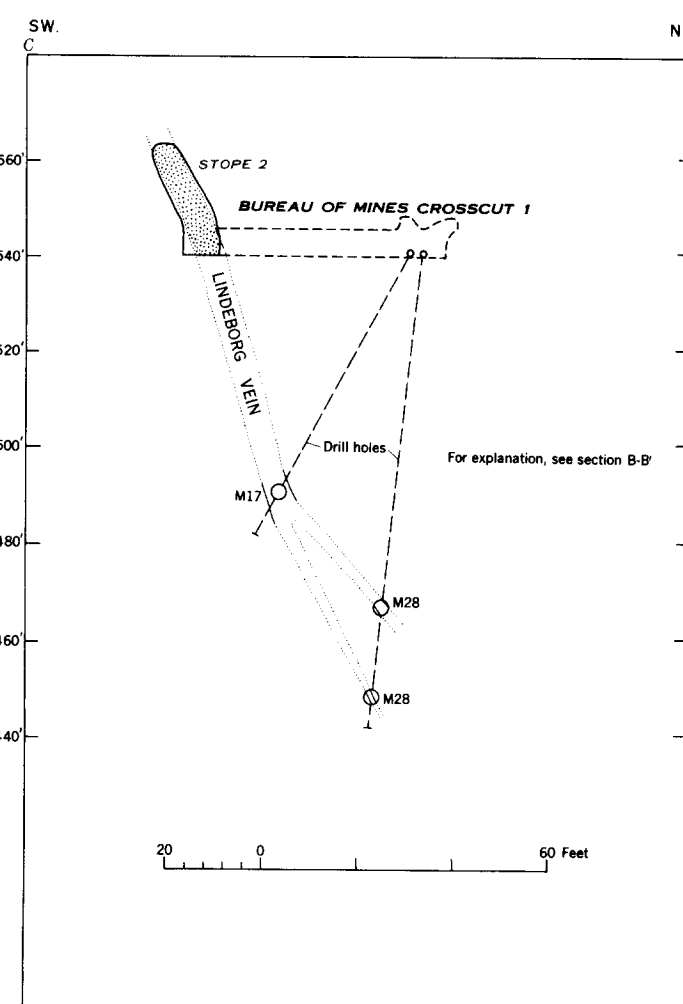 SW.
N
C
560'
STOPE 2
BUREAU OF MINES CROSSCUT 1
540'
LINDEBORG VEIN
520'
500'
Drill holes
For explanation, see section B-B'
M17
480'
M28
460'
M28
440'
20 0 60 Feet